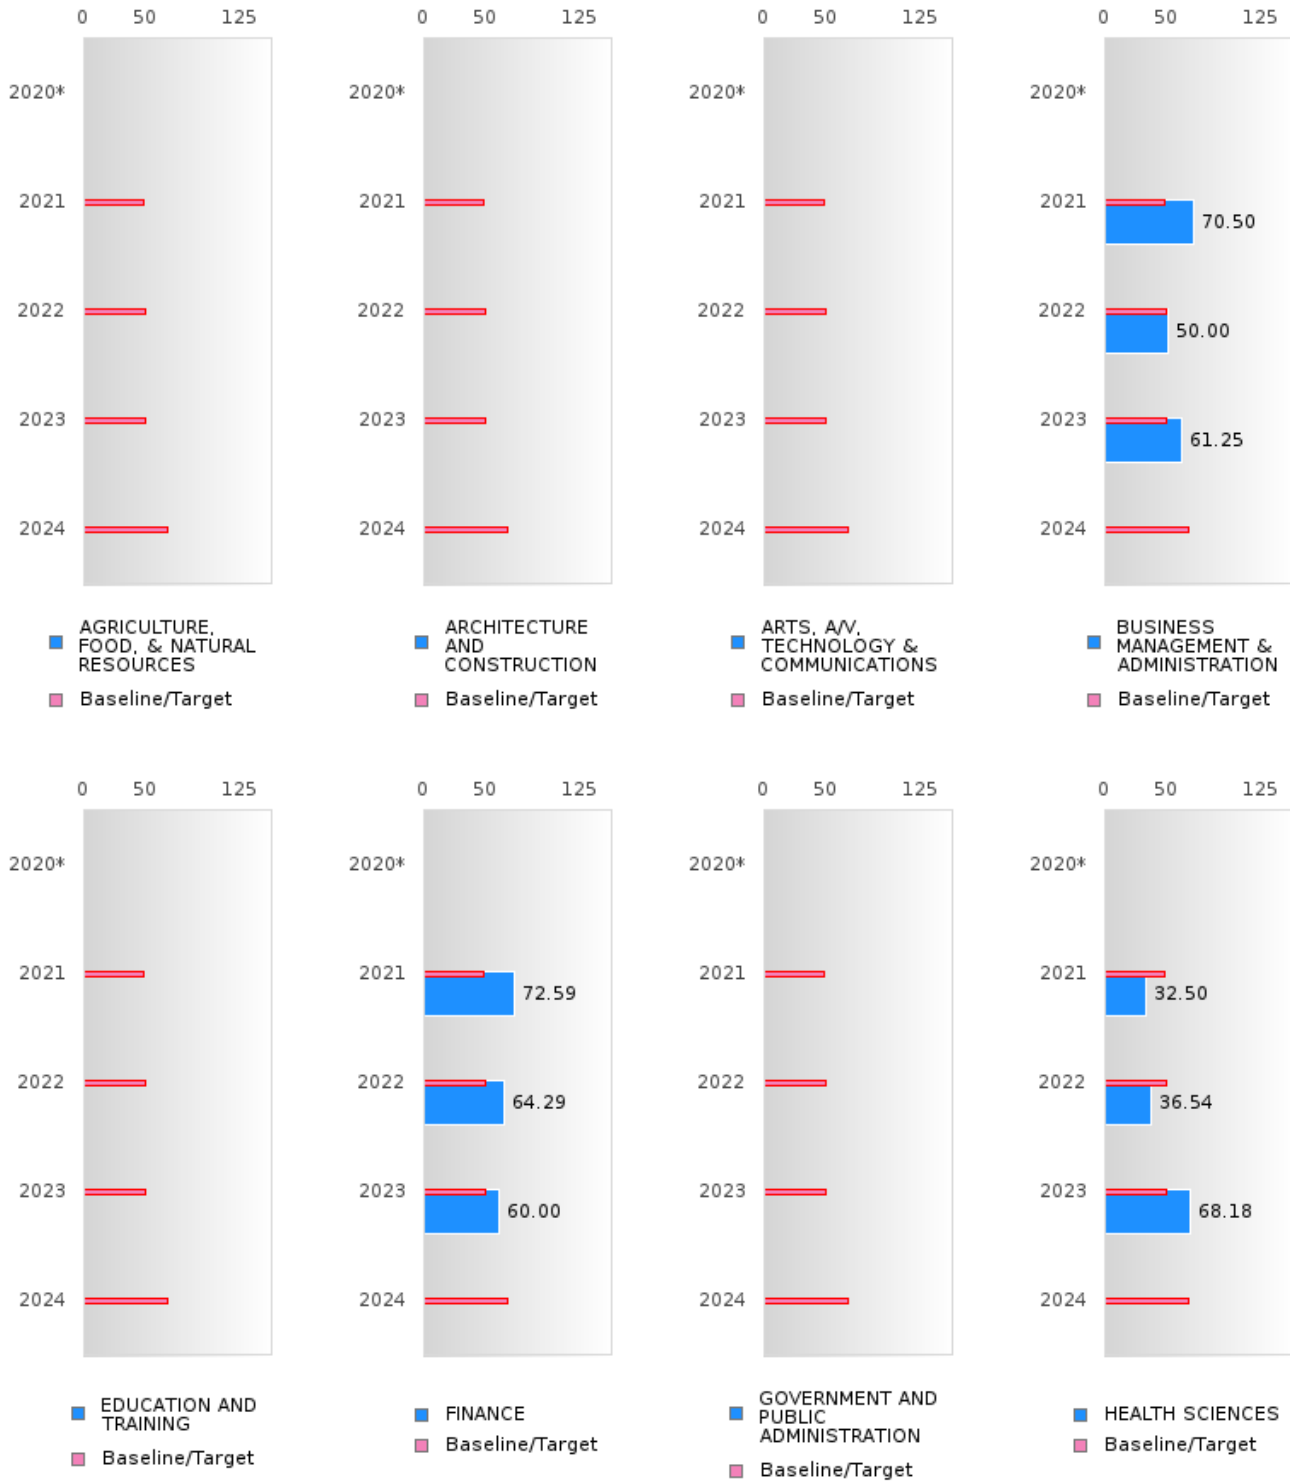 0 50 125 0 50 125 0 50 125 0 50 125
2020* 2020* 2020* 2020*
2021 2021 2021 2021
70.50
2022 2022 2022 2022
50.00
2023 2023 2023 2023
61.25
2024 2024 2024 2024
AGRICULTURE,
FOOD, & NATURAL
RESOURCES
Baseline/Target
ARCHITECTURE
AND
CONSTRUCTION
Baseline/Target
ARTS, A/V,
TECHNOLOGY &
COMMUNICATIONS
Baseline/Target
BUSINESS
MANAGEMENT &
ADMINISTRATION
Baseline/Target
0 50 125 0 50 125 0 50 125 0 50 125
2020* 2020* 2020* 2020*
2021 2021 2021 2021
72.59 32.50
2022 2022 2022 2022
64.29 36.54
2023 2023 2023 2023
60.00 68.18
2024 2024 2024 2024
EDUCATION AND
TRAINING
Baseline/Target
FINANCE
Baseline/Target
GOVERNMENT AND
PUBLIC
ADMINISTRATION
Baseline/Target
HEALTH SCIENCES
Baseline/Target